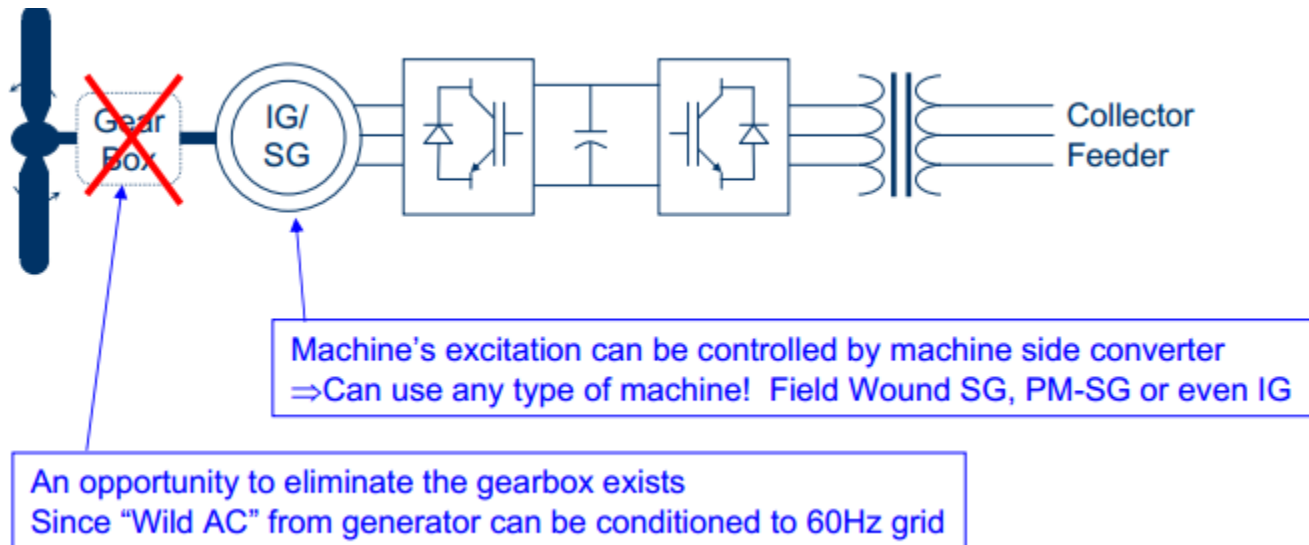 Gear
Box
IG/
SG
Collector
Feeder
Machine's excitation can be controlled by machine side converter
⇒Can use any type of machine! Field Wound SG, PM-SG or even IG
An opportunity to eliminate the gearbox exists
Since “Wild AC” from generator can be conditioned to 60Hz grid